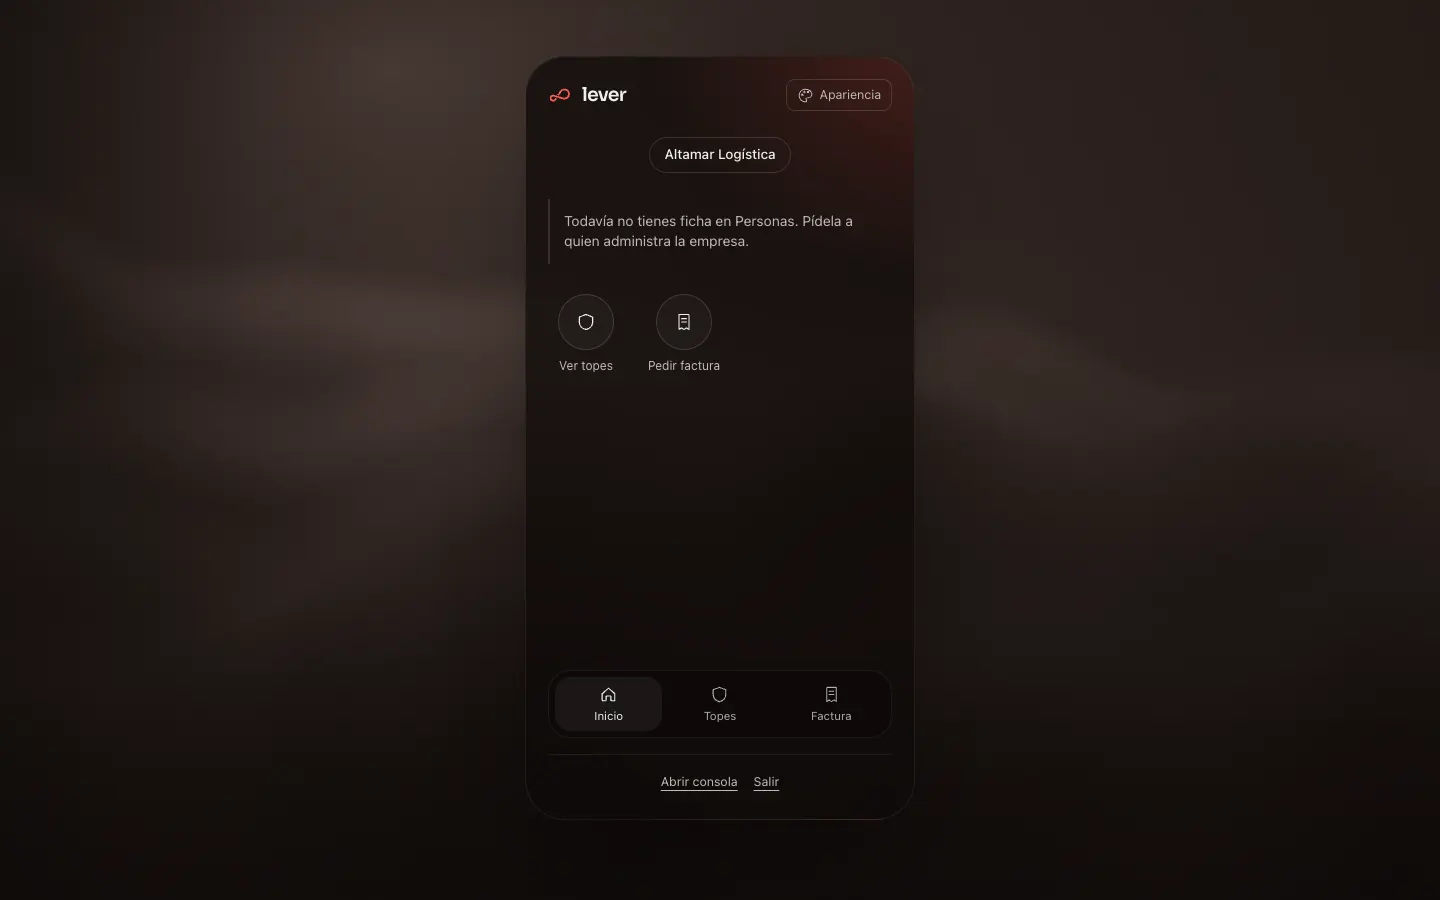 lever
Apariencia
Altamar Logística
Todavía no tienes ficha en Personas. Pídela a
quien administra la empresa.
Ver topes
Pedir factura
Inicio
Topes
Factura
Abrir consola
Salir